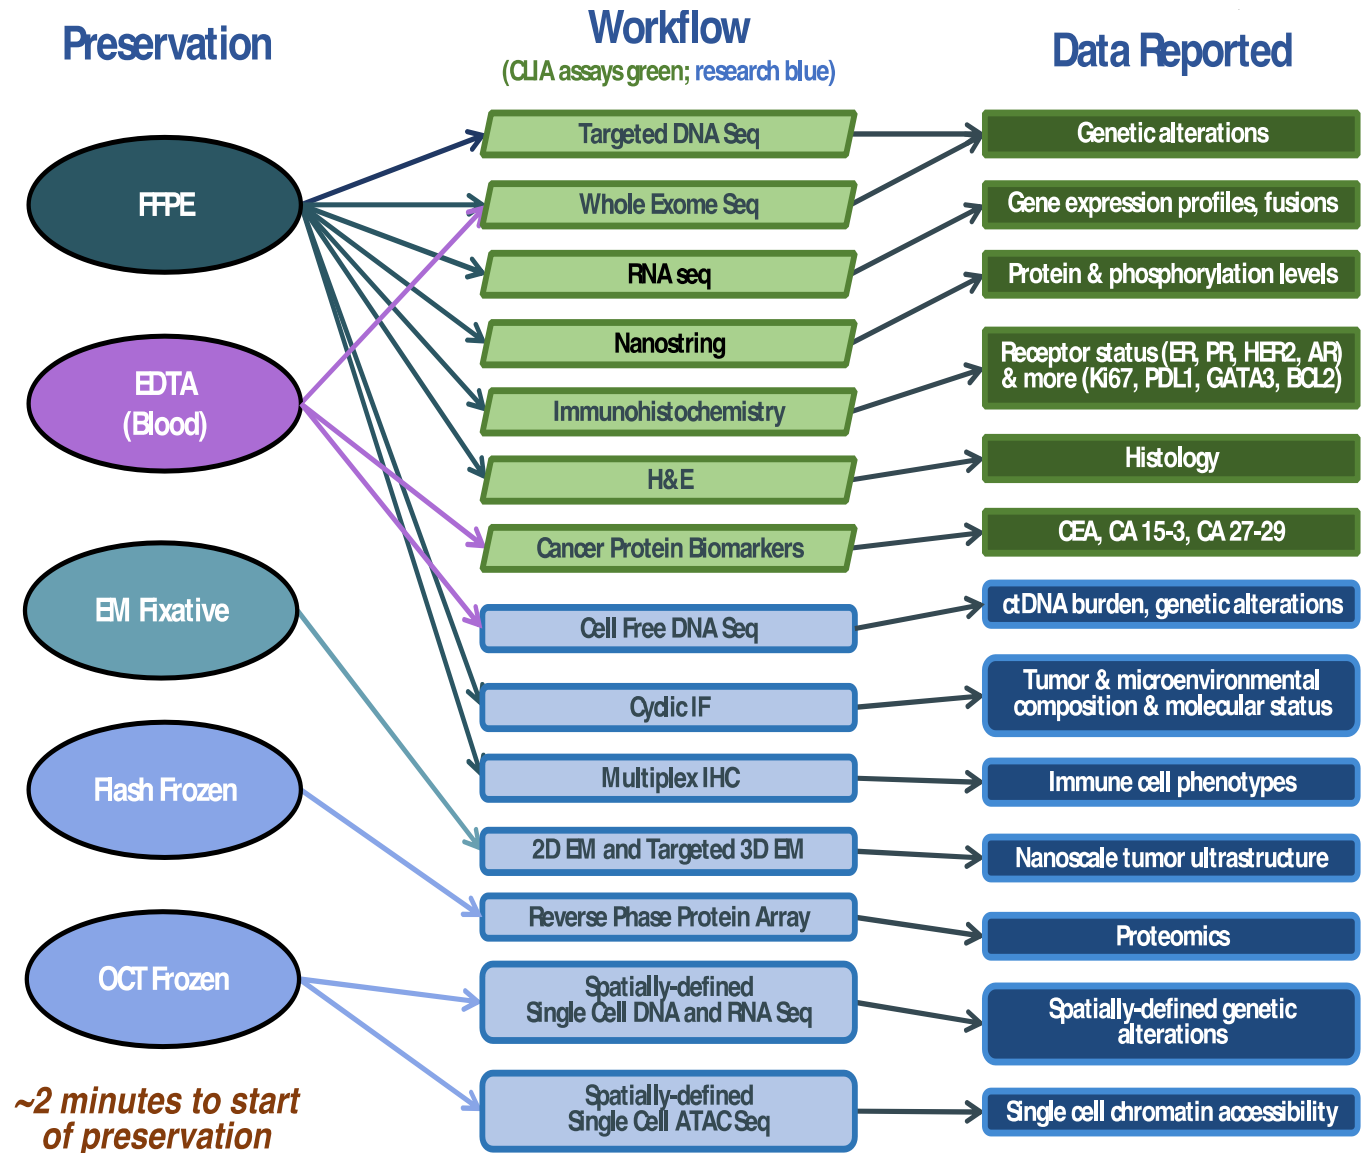 Preservation
Workflow
(CLIA assays green; research blue)
Data Reported
FFPE
EDTA
(Blood)
EM Fixative
Flash Frozen
OCT Frozen
~2 minutes to start
of preservation
Targeted DNA Seq
Whole Exome Seq
RNA seq
Nanostring
Immunohistochemistry
H&E
Cancer Protein Biomarkers
Cell Free DNA Seq
Cyclic IF
Multiplex IHC
2D EM and Targeted 3D EM
Reverse Phase Protein Array
Spatially-defined
Single Cell DNA and RNA Seq
Spatially-defined
Single Cell ATAC Seq
Genetic alterations
Gene expression profiles, fusions
Protein & phosphorylation levels
Receptor status (ER, PR, HER2, AR)
& more (Ki67, PDL1, GATA3, BCL2)
Histology
CEA, CA 15-3, CA 27-29
ctDNA burden, genetic alterations
Tumor & microenvironmental
composition & molecular status
Immune cell phenotypes
Nanoscale tumor ultrastructure
Proteomics
Spatially-defined genetic
alterations
Single cell chromatin accessibility